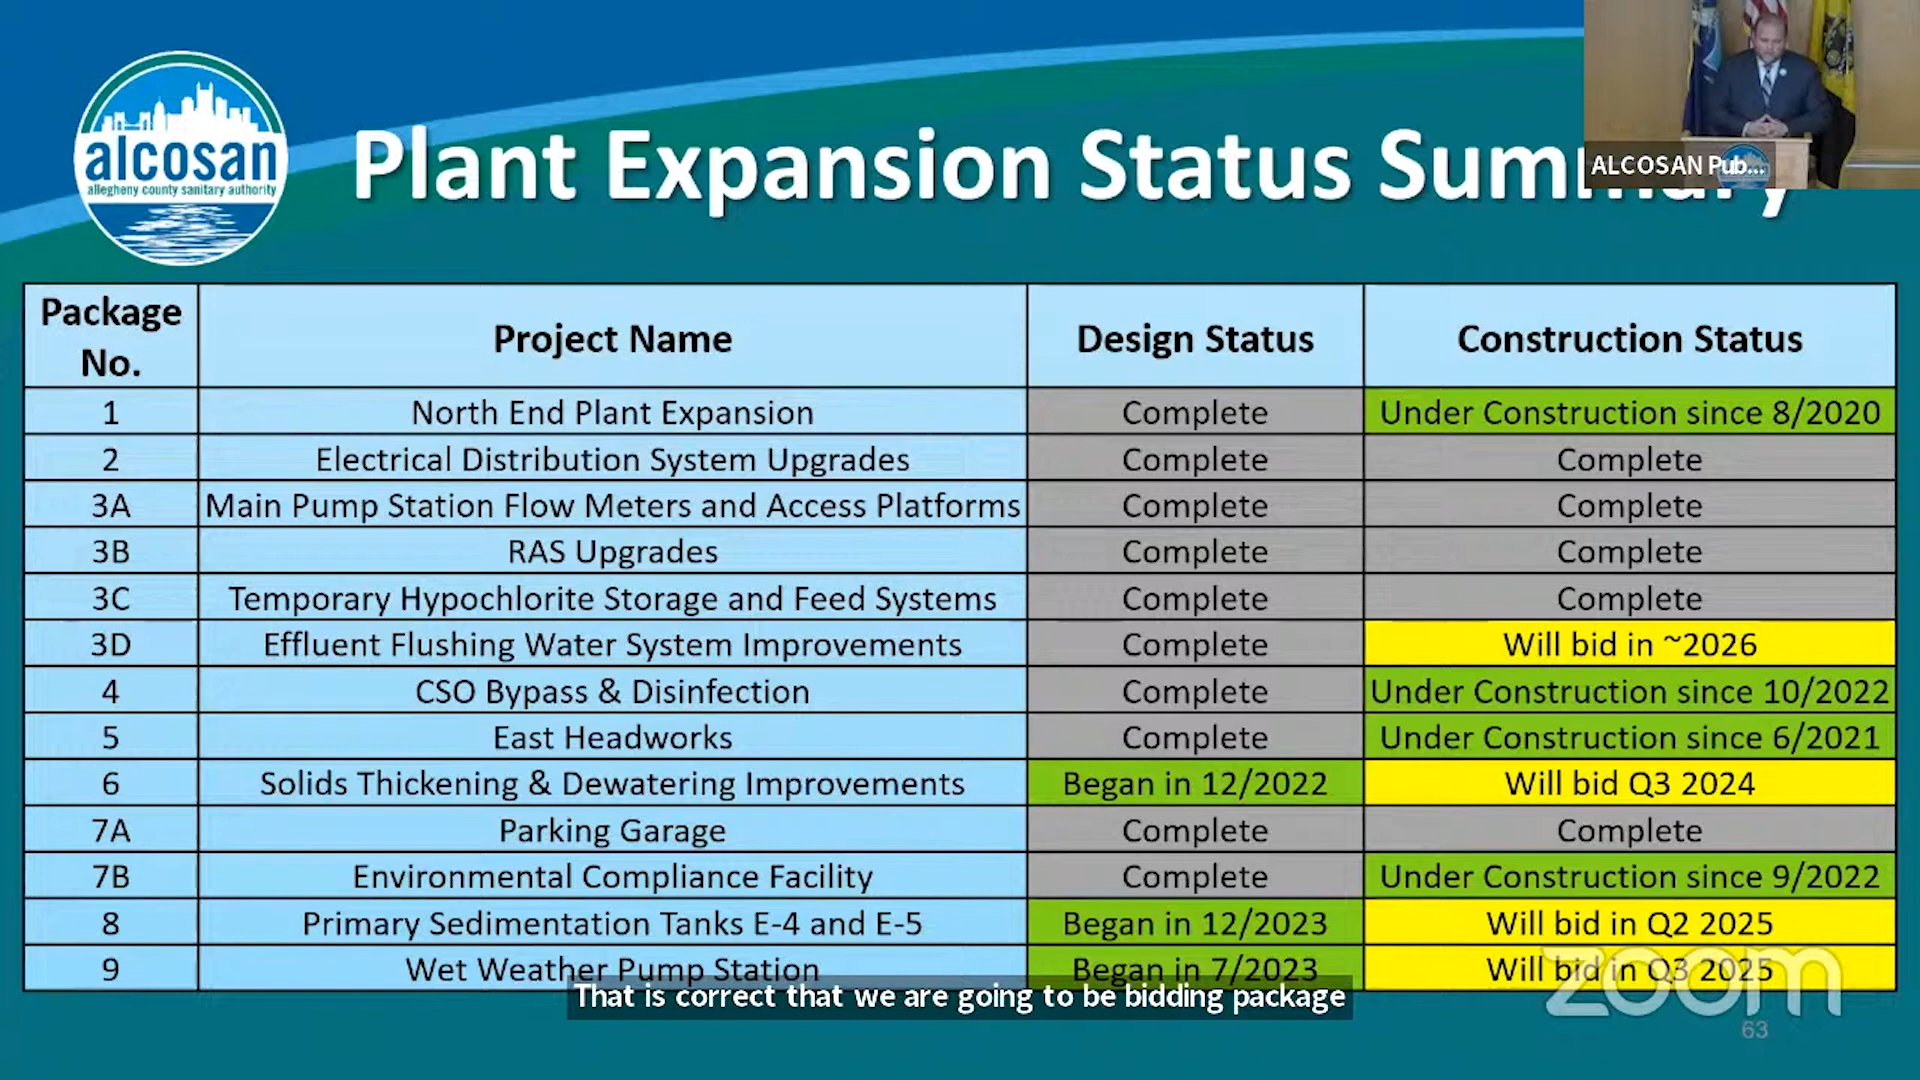 alcosan
allegheny county sanitary authority
Plant Expansion Status Summary
ALCOSAN Pub...
Package No. Project Name Design Status Construction Status
1 North End Plant Expansion Complete Under Construction since 8/2020
2 Electrical Distribution System Upgrades Complete Complete
3A Main Pump Station Flow Meters and Access Platforms Complete Complete
3B RAS Upgrades Complete Complete
3C Temporary Hypochlorite Storage and Feed Systems Complete Complete
3D Effluent Flushing Water System Improvements Complete Will bid in ~2026
4 CSO Bypass & Disinfection Complete Under Construction since 10/2022
5 East Headworks Complete Under Construction since 6/2021
6 Solids Thickening & Dewatering Improvements Began in 12/2022 Will bid Q3 2024
7A Parking Garage Complete Complete
7B Environmental Compliance Facility Complete Under Construction since 9/2022
8 Primary Sedimentation Tanks E-4 and E-5 Began in 12/2023 Will bid in Q2 2025
9 Wet Weather Pump Station Began in 7/2023 Will bid in Q3 2025
That is correct that we are going to be bidding package
zoom
63